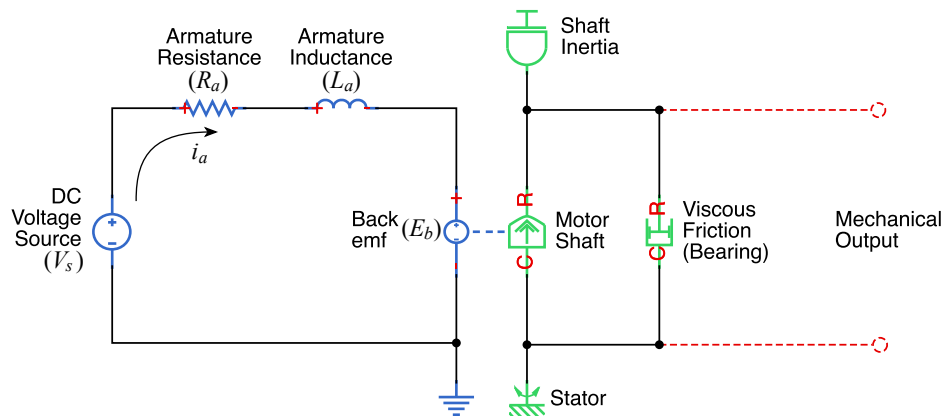 Armature
Resistance
(Rₐ)
Armature
Inductance
(Lₐ)
Shaft
Inertia
iₐ
DC
Voltage
Source
(Vₛ)
Back
emf
(E_b)
R
C
Motor
Shaft
R
C
Viscous
Friction
(Bearing)
Mechanical
Output
Stator